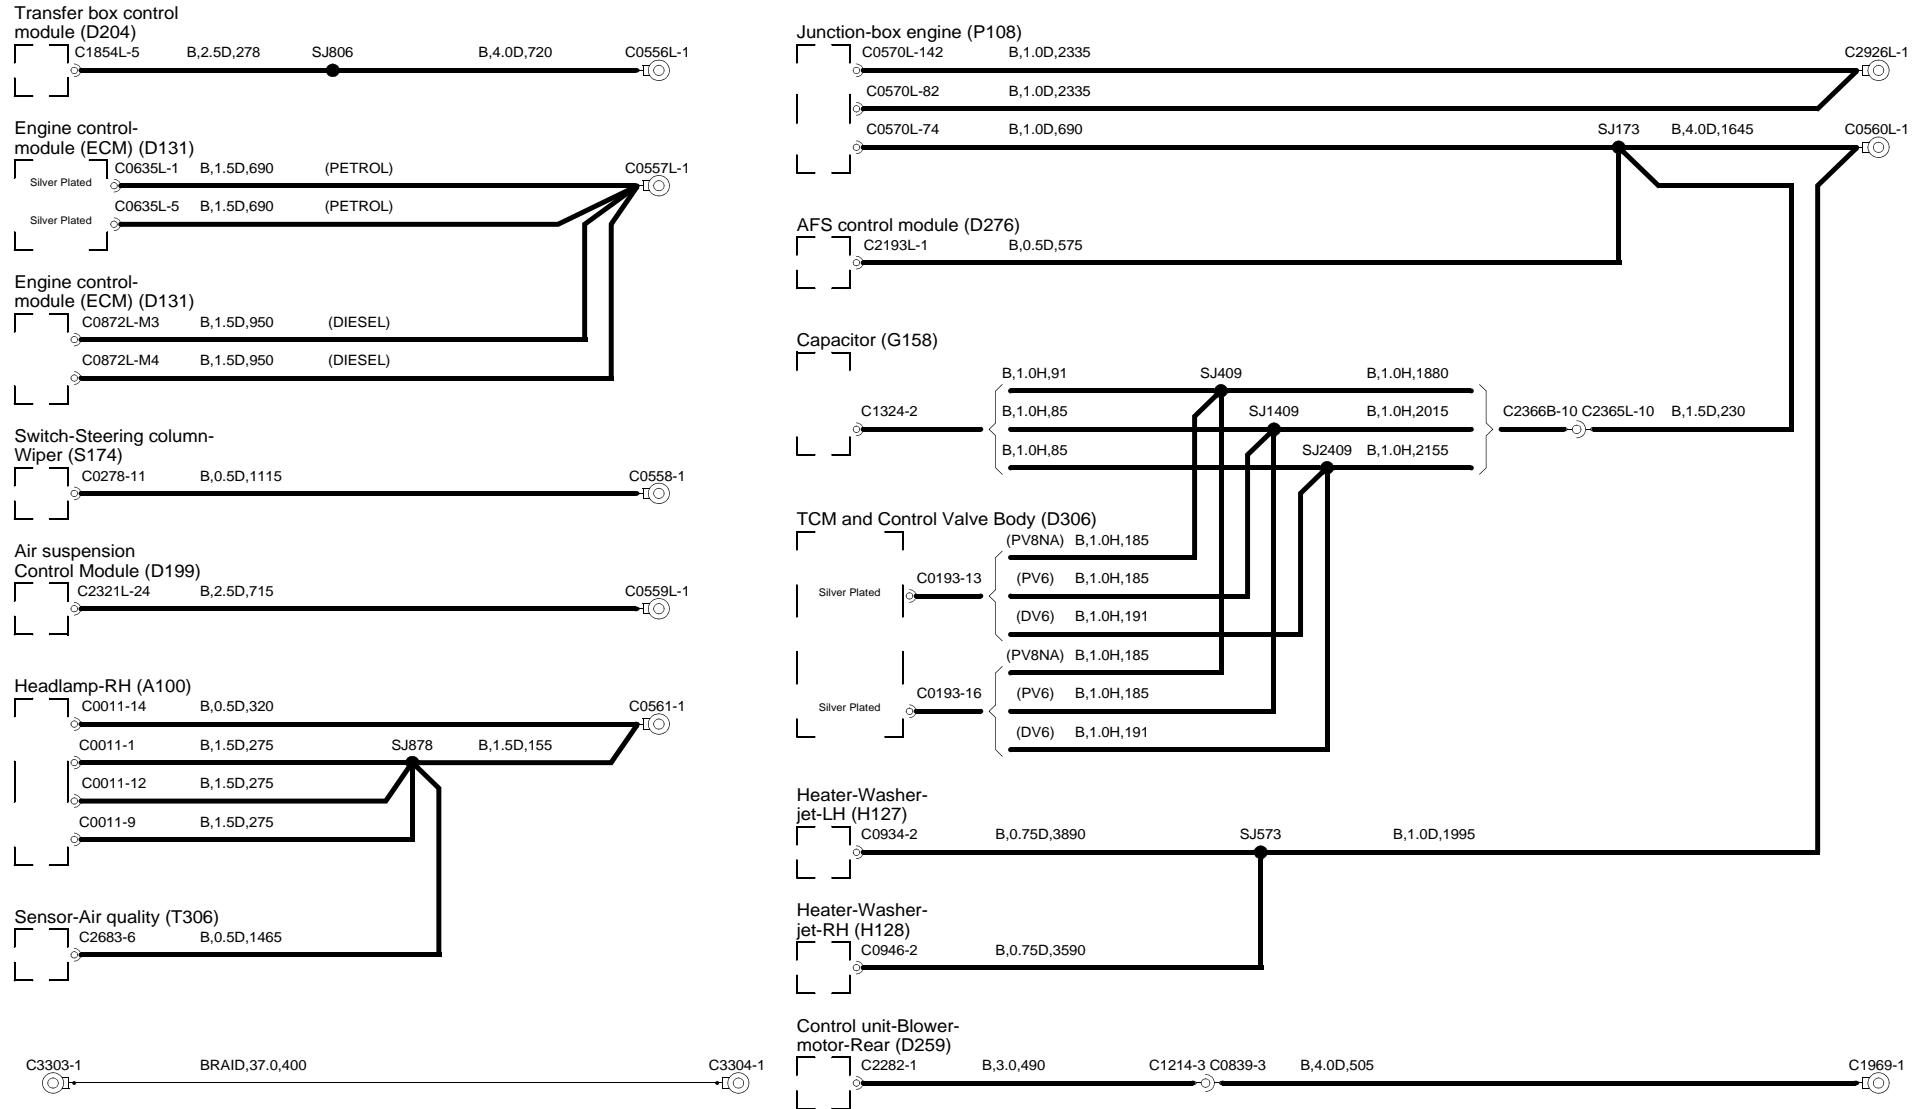 Transfer box control
module (D204)
C1854L-5 B,2.5D,278 SJ806 B,4.0D,720 C0556L-1
Engine control-
module (ECM) (D131)
C0635L-1 B,1.5D,690 (PETROL) C0557L-1
Silver Plated
C0635L-5 B,1.5D,690 (PETROL)
Silver Plated
Engine control-
module (ECM) (D131)
C0872L-M3 B,1.5D,950 (DIESEL)
C0872L-M4 B,1.5D,950 (DIESEL)
Switch-Steering column-
Wiper (S174)
C0278-11 B,0.5D,1115 C0558-1
Air suspension
Control Module (D199)
C2321L-24 B,2.5D,715 C0559L-1
Headlamp-RH (A100)
C0011-14 B,0.5D,320 C0561-1
C0011-1 B,1.5D,275 SJ878 B,1.5D,155
C0011-12 B,1.5D,275
C0011-9 B,1.5D,275
Sensor-Air quality (T306)
C2683-6 B,0.5D,1465
C3303-1 BRAID,37.0,400 C3304-1
Junction-box engine (P108)
C0570L-142 B,1.0D,2335 C2926L-1
C0570L-82 B,1.0D,2335
C0570L-74 B,1.0D,690 SJ173 B,4.0D,1645 C0560L-1
AFS control module (D276)
C2193L-1 B,0.5D,575
Capacitor (G158)
B,1.0H,91 SJ409 B,1.0H,1880
C1324-2 B,1.0H,85 SJ1409 B,1.0H,2015 C2366B-10 C2365L-10 B,1.5D,230
B,1.0H,85 SJ2409 B,1.0H,2155
TCM and Control Valve Body (D306)
(PV8NA) B,1.0H,185
C0193-13 (PV6) B,1.0H,185
Silver Plated
(DV6) B,1.0H,191
(PV8NA) B,1.0H,185
C0193-16 (PV6) B,1.0H,185
Silver Plated
(DV6) B,1.0H,191
Heater-Washer-
jet-LH (H127)
C0934-2 B,0.75D,3890 SJ573 B,1.0D,1995
Heater-Washer-
jet-RH (H128)
C0946-2 B,0.75D,3590
Control unit-Blower-
motor-Rear (D259)
C2282-1 B,3.0,490 C1214-3 C0839-3 B,4.0D,505 C1969-1